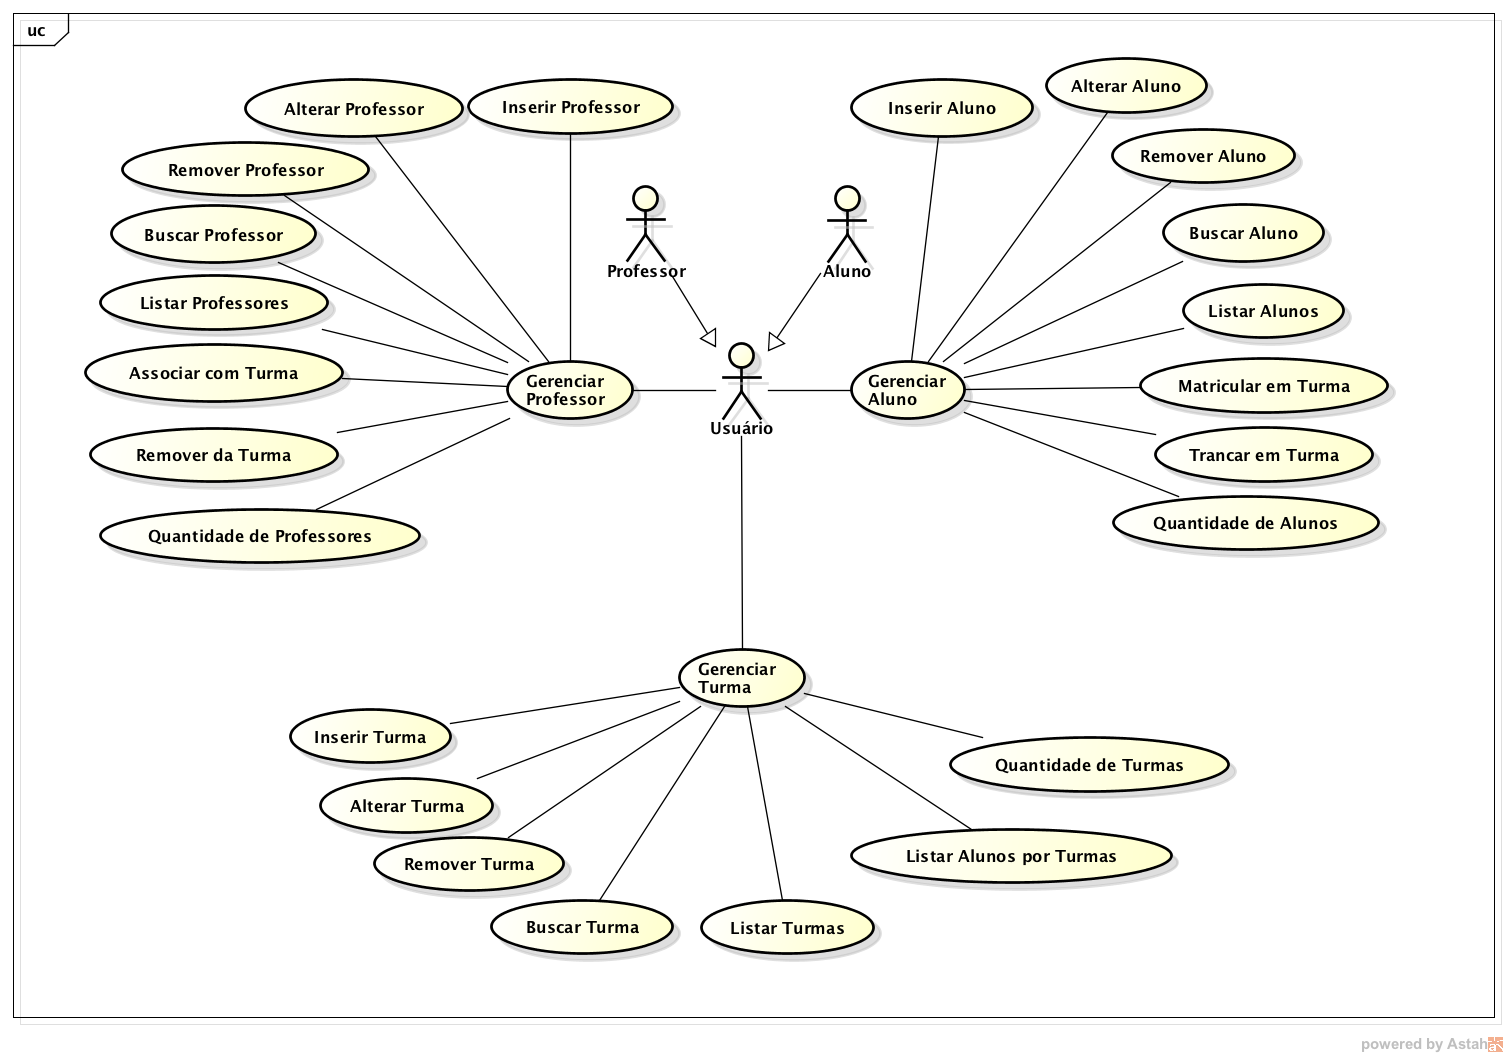 uc
Alterar Professor
Inserir Professor
Inserir Aluno
Alterar Aluno
Remover Professor
Remover Aluno
Buscar Professor
Buscar Aluno
Professor
Aluno
Listar Professores
Listar Alunos
Associar com Turma
Gerenciar
Professor
Usuário
Gerenciar
Aluno
Matricular em Turma
Remover da Turma
Trancar em Turma
Quantidade de Professores
Quantidade de Alunos
Gerenciar
Turma
Inserir Turma
Quantidade de Turmas
Alterar Turma
Remover Turma
Listar Alunos por Turmas
Buscar Turma
Listar Turmas
powered by Astah